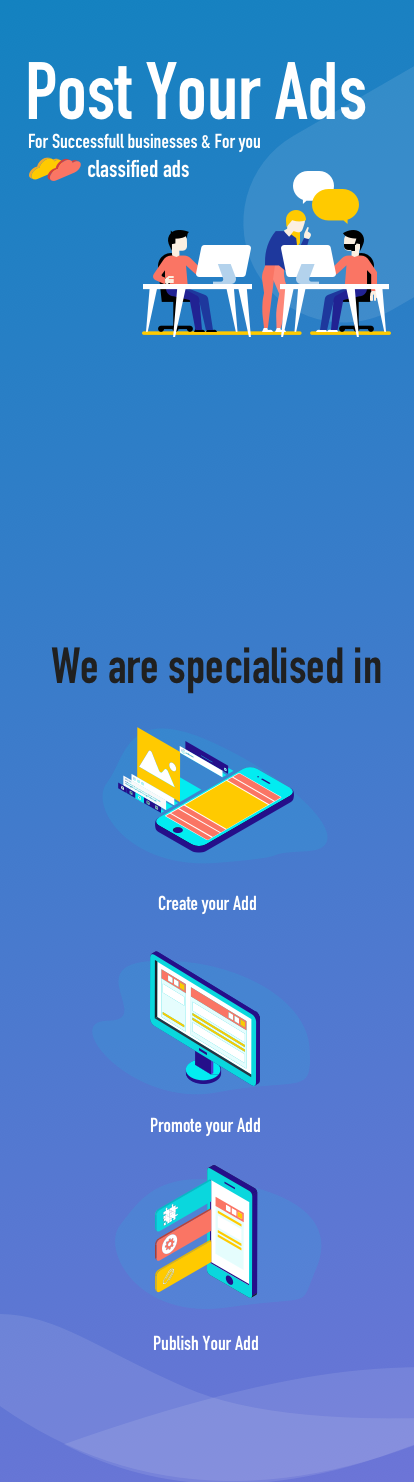 Post Your Ads
For Successfull businesses & For you
classified ads
We are specialised in
Create your Add
Promote your Add
Publish Your Add